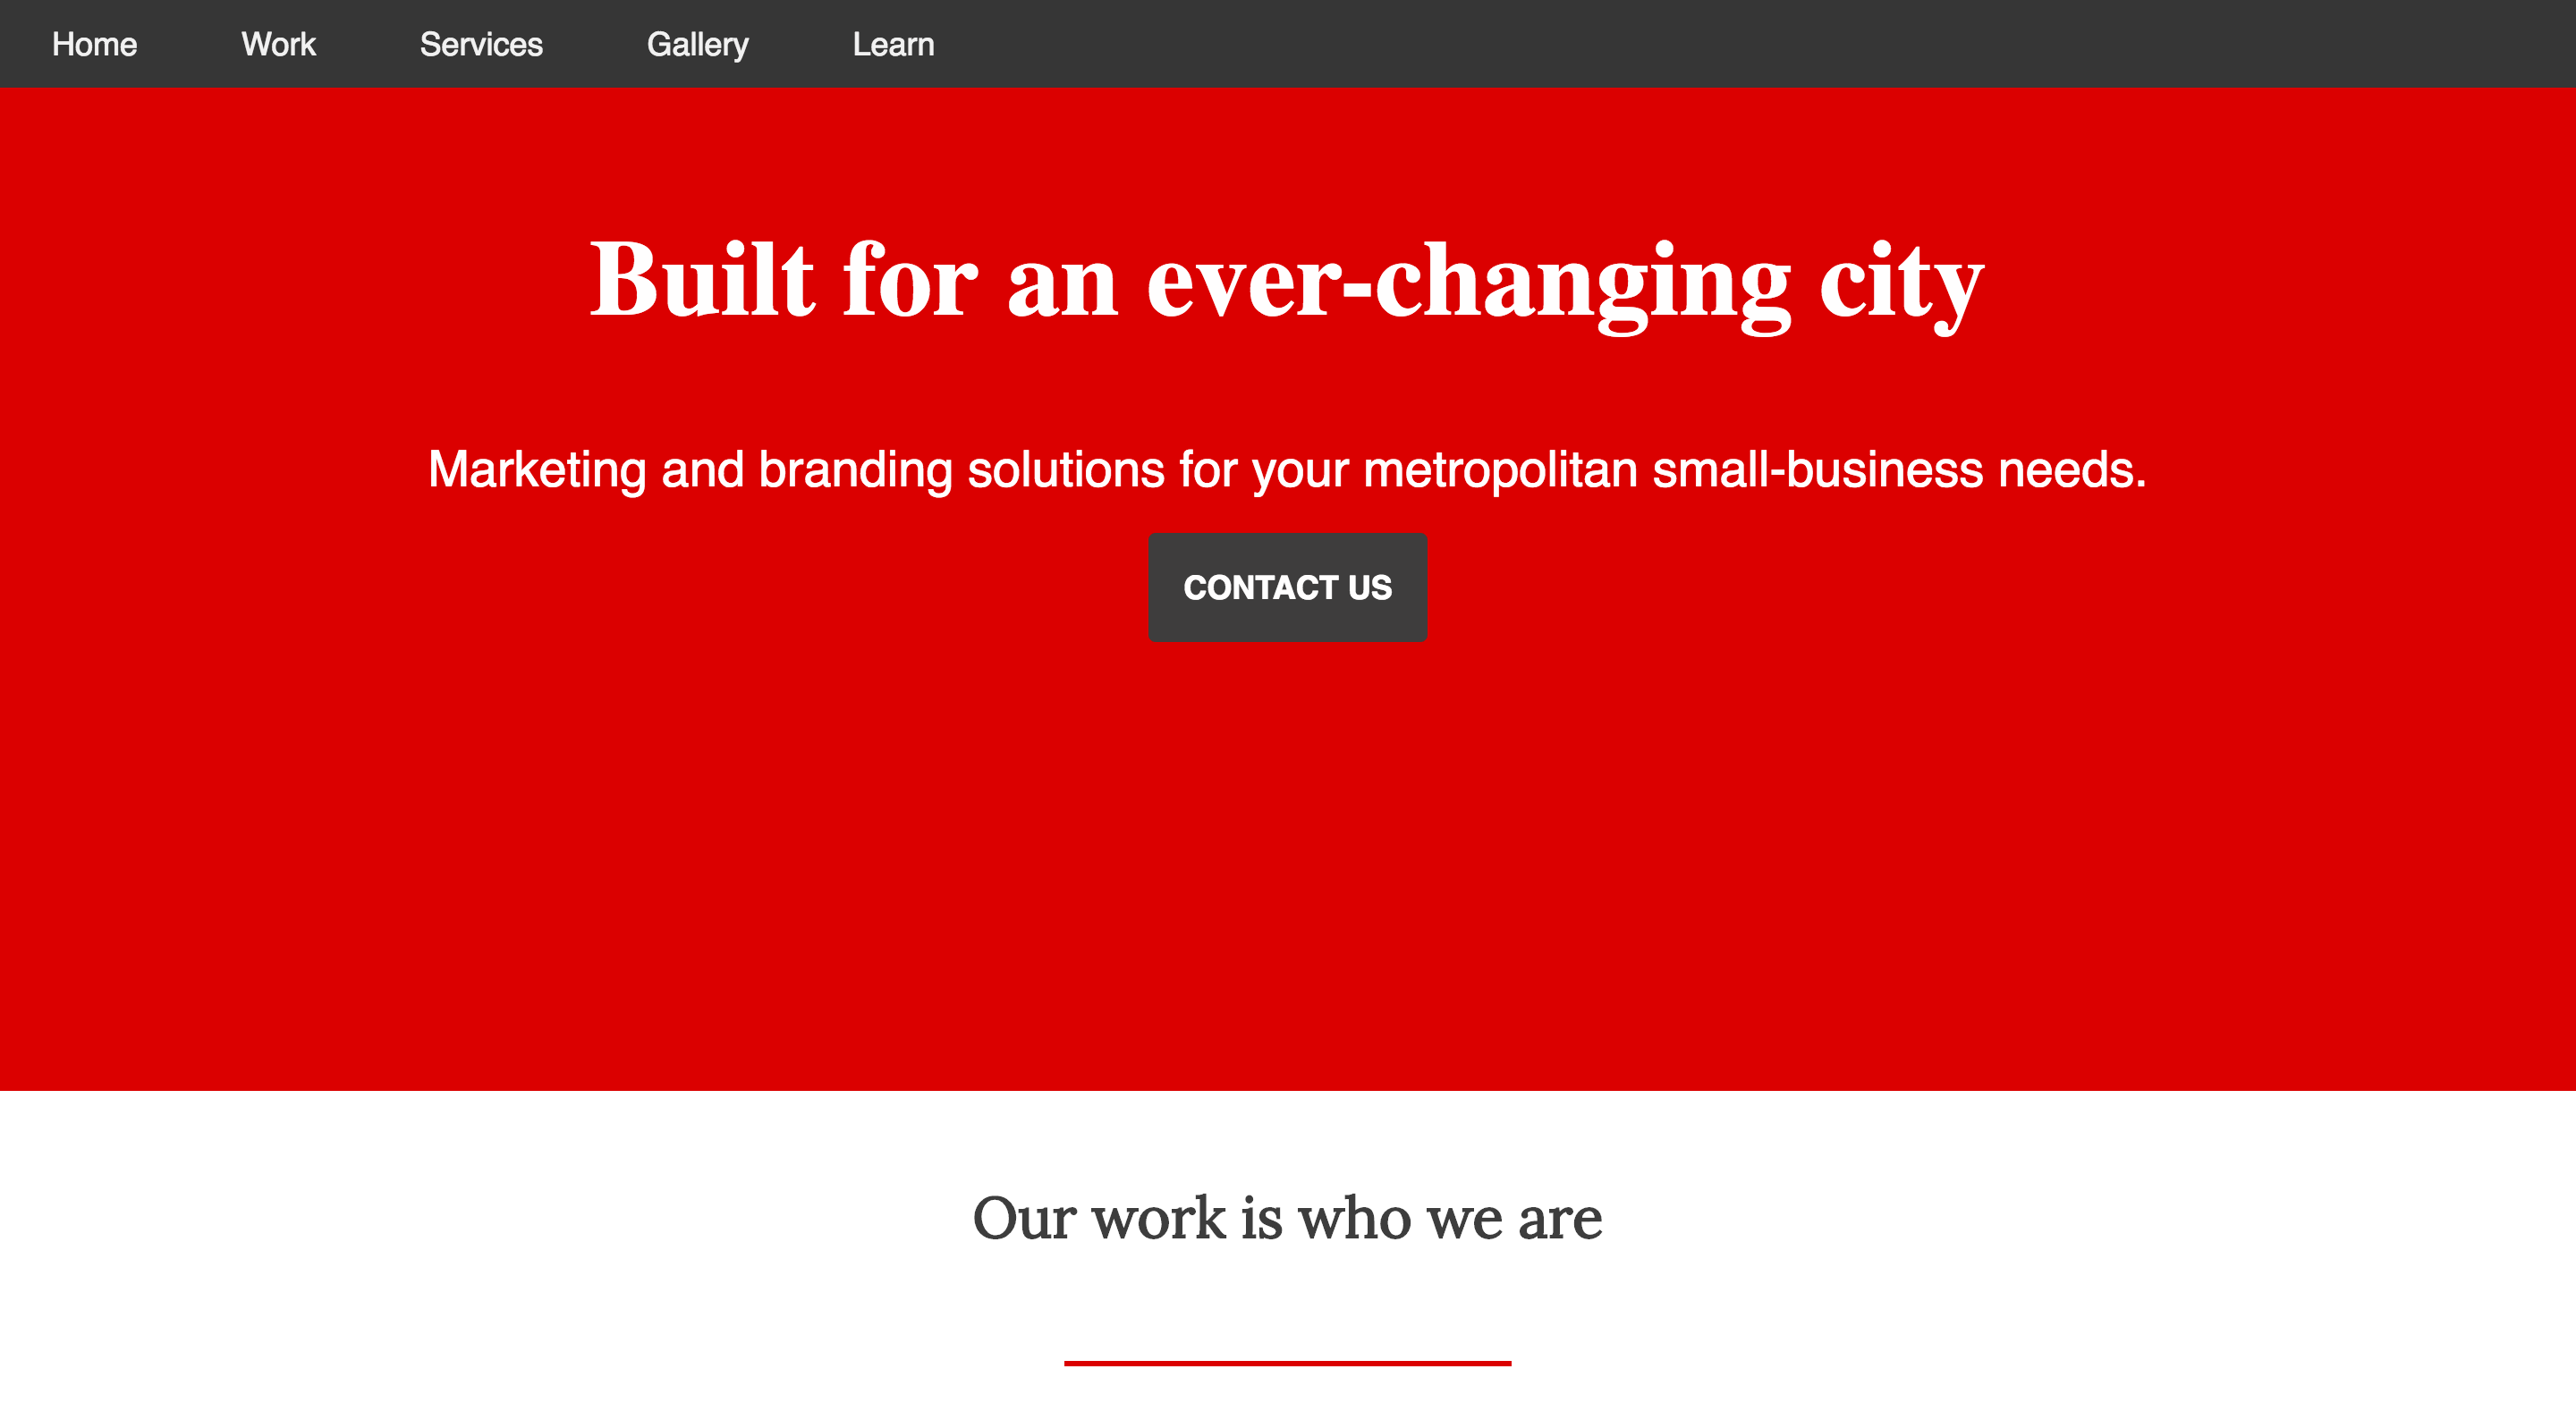 Home Work Services Gallery Learn
Built for an ever-changing city
Marketing and branding solutions for your metropolitan small-business needs.
CONTACT US
Our work is who we are